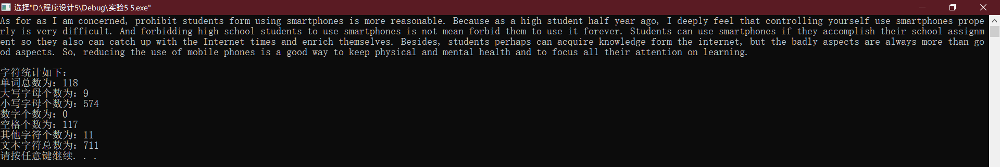 选择"D:\程序设计5\Debug\实验5 5.exe"
As for as I am concerned, prohibit students form using smartphones is more reasonable. Because as a high student half year ago, I deeply feel that controlling yourself use smartphones prope
rly is very difficult. And forbidding high school students to use smartphones is not mean forbid them to use it forever. Students can use smartphones if they accomplish their school assignm
ent so they also can catch up with the Internet times and enrich themselves. Besides, students perhaps can acquire knowledge form the internet, but the badly aspects are always more than go
od aspects. So, reducing the use of mobile phones is a good way to keep physical and mental health and to focus all their attention on learning.
字符统计如下：
单词总数为：118
大写字母个数为：9
小写字母个数为：574
数字个数为：0
空格个数为：117
其他字符个数为：11
文本字符总数为：711
请按任意键继续. . .